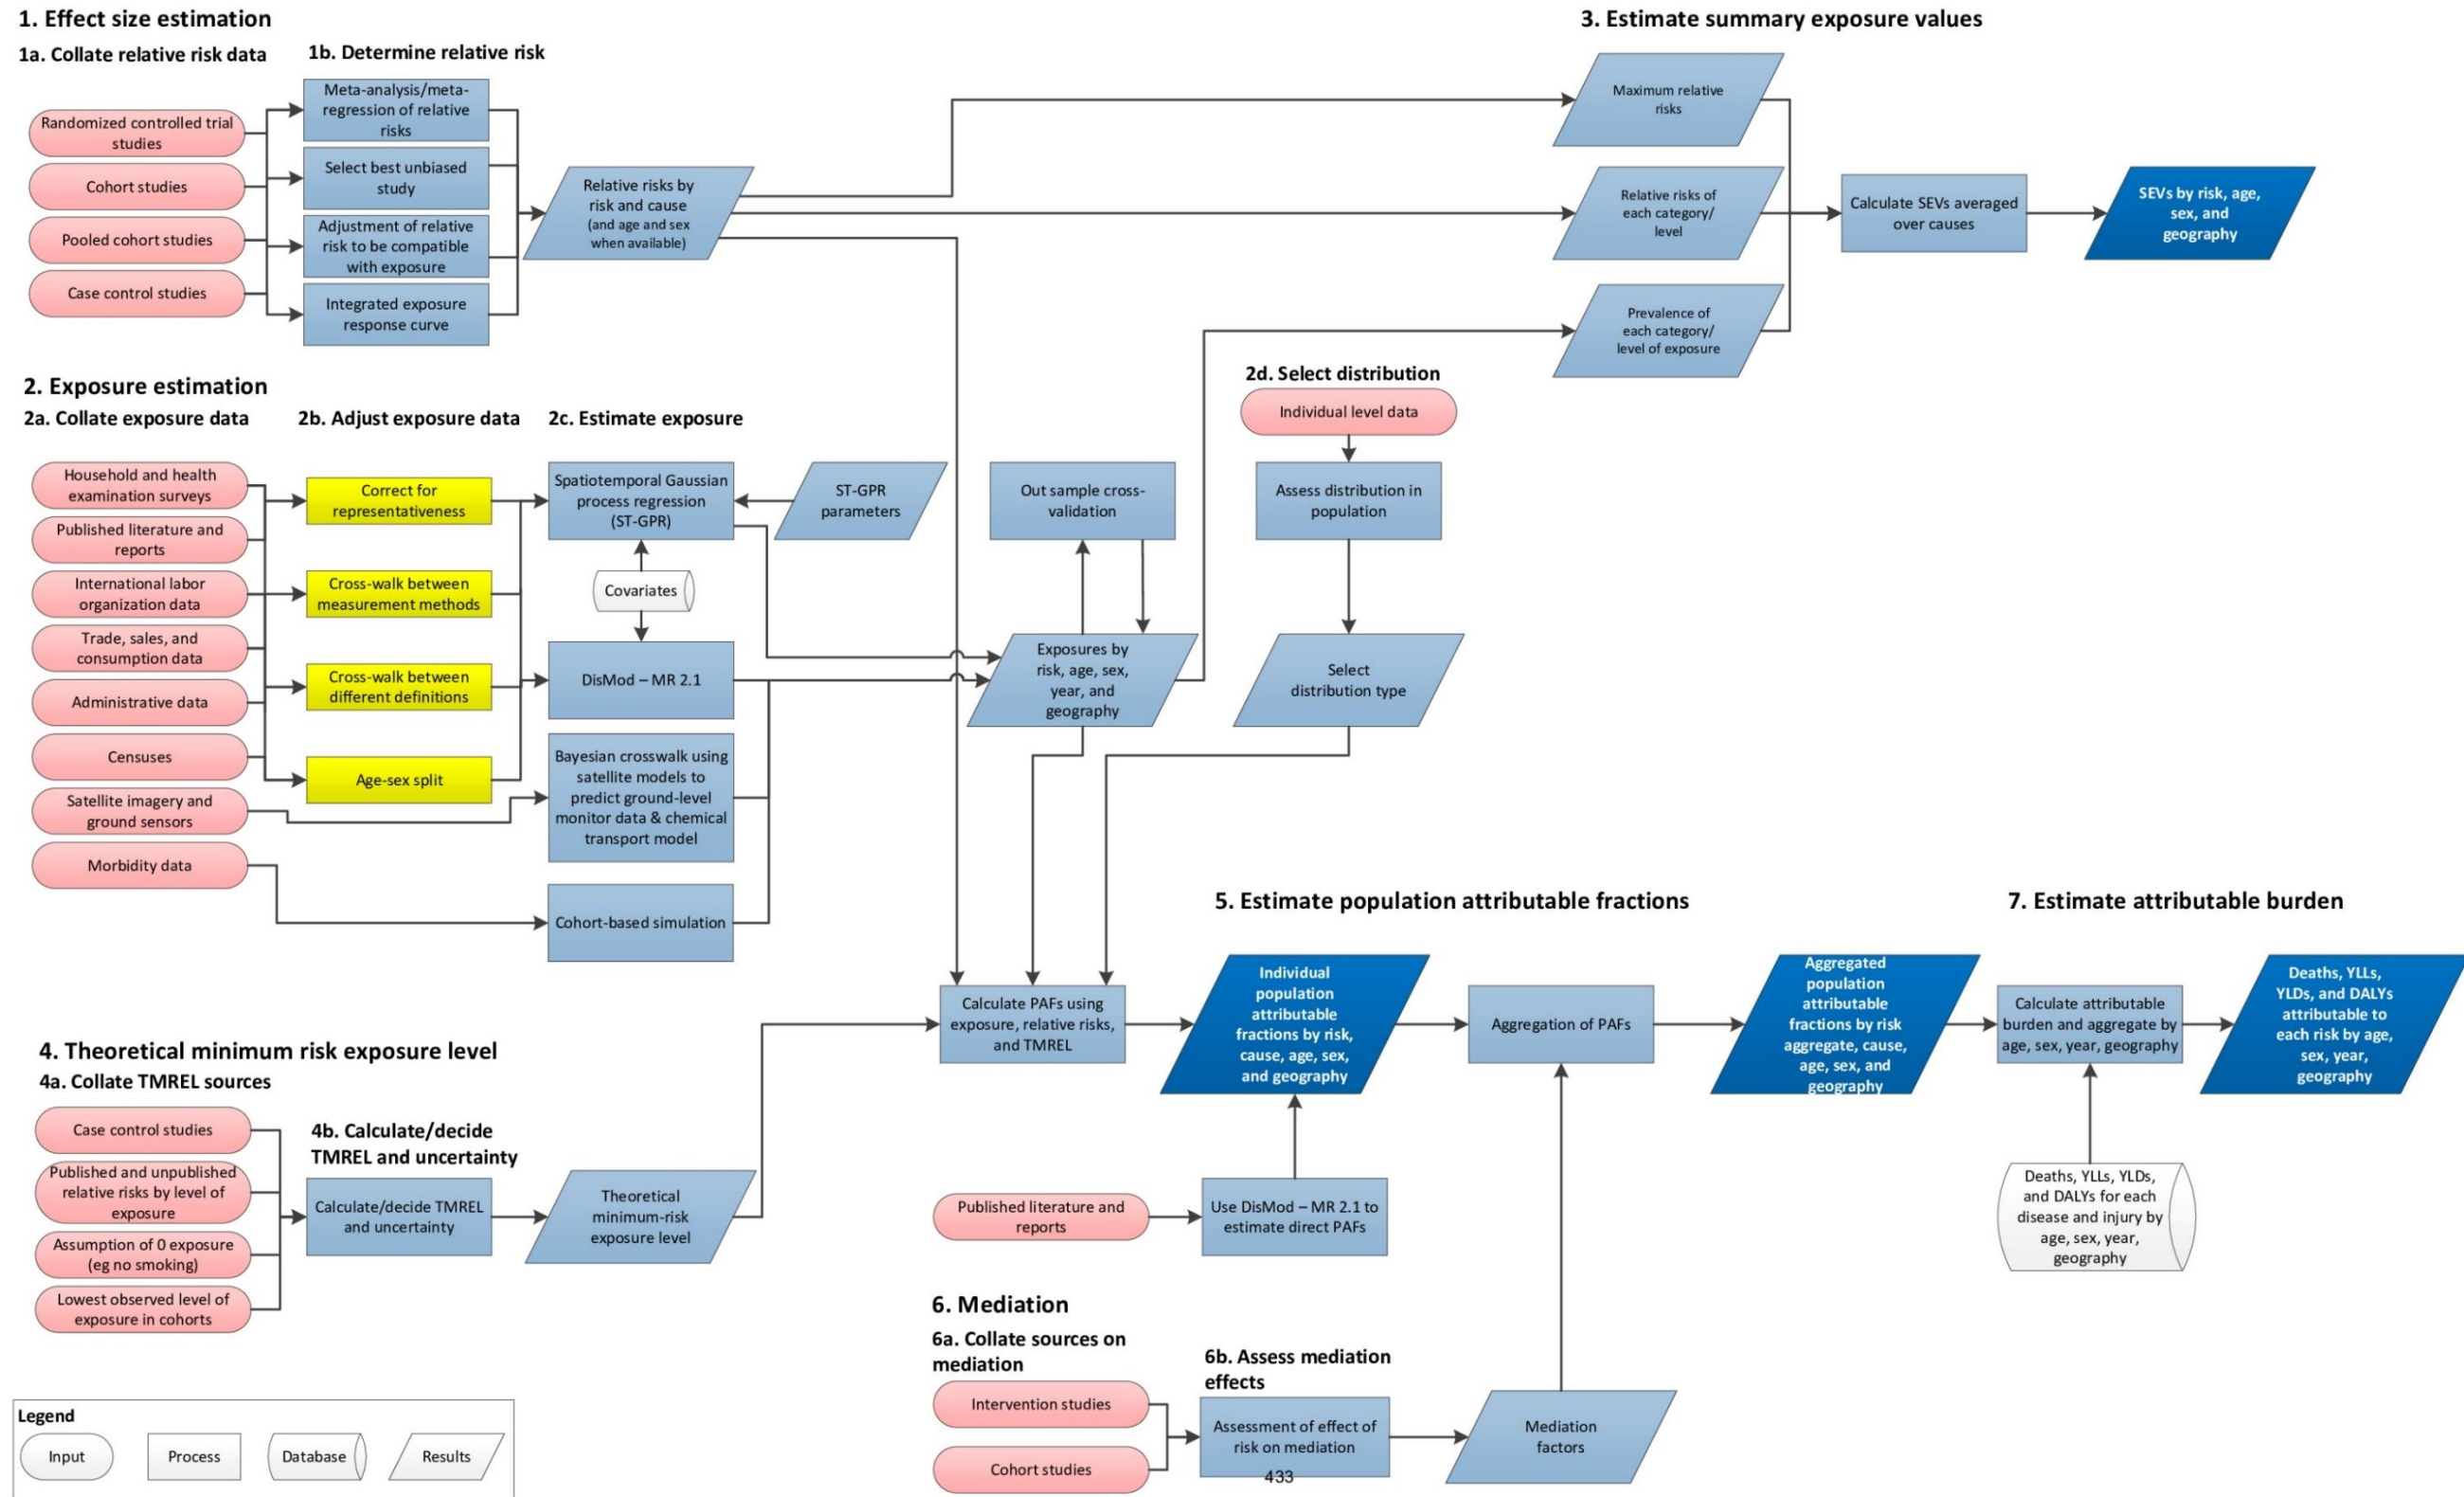 1. Effect size estimation
1a. Collate relative risk data
Randomized controlled trial
studies
Cohort studies
Pooled cohort studies
Case control studies
1b. Determine relative risk
Meta-analysis/meta-
regression of relative
risks
Select best unbiased
study
Adjustment of relative
risk to be compatible
with exposure
Integrated exposure
response curve
Relative risks by
risk and cause
(and age and sex
when available)
3. Estimate summary exposure values
Maximum relative
risks
Relative risks of
each category/
level
Prevalence of
each category/
level of exposure
Calculate SEVs averaged
over causes
SEVs by risk, age,
sex, and
geography
2. Exposure estimation
2a. Collate exposure data
Household and health
examination surveys
Published literature and
reports
International labor
organization data
Trade, sales, and
consumption data
Administrative data
Censuses
Satellite imagery and
ground sensors
Morbidity data
2b. Adjust exposure data
Correct for
representativeness
Cross-walk between
measurement methods
Cross-walk between
different definitions
Age-sex split
2c. Estimate exposure
Spatiotemporal Gaussian
process regression
(ST-GPR)
ST-GPR
parameters
Covariates
DisMod – MR 2.1
Bayesian crosswalk using
satellite models to
predict ground-level
monitor data & chemical
transport model
Cohort-based simulation
Out sample cross-
validation
Exposures by
risk, age, sex,
year, and
geography
2d. Select distribution
Individual level data
Assess distribution in
population
Select
distribution type
4. Theoretical minimum risk exposure level
4a. Collate TMREL sources
Case control studies
Published and unpublished
relative risks by level of
exposure
Assumption of 0 exposure
(eg no smoking)
Lowest observed level of
exposure in cohorts
4b. Calculate/decide
TMREL and uncertainty
Calculate/decide TMREL
and uncertainty
Theoretical
minimum-risk
exposure level
5. Estimate population attributable fractions
Calculate PAFs using
exposure, relative risks,
and TMREL
Individual
population
attributable
fractions by risk,
cause, age, sex,
and geography
Aggregation of PAFs
Aggregated
population
attributable
fractions by risk
aggregate, cause,
age, sex, and
geography
Published literature and
reports
Use DisMod – MR 2.1 to
estimate direct PAFs
7. Estimate attributable burden
Calculate attributable
burden and aggregate by
age, sex, year, geography
Deaths, YLLs,
YLDs, and DALYs
attributable to
each risk by age,
sex, year,
geography
Deaths, YLLs, YLDs,
and DALYs for each
disease and injury by
age, sex, year,
geography
6. Mediation
6a. Collate sources on
mediation
Intervention studies
Cohort studies
6b. Assess mediation
effects
Assessment of effect of
risk on mediation
Mediation
factors
433
Legend
Input
Process
Database
Results